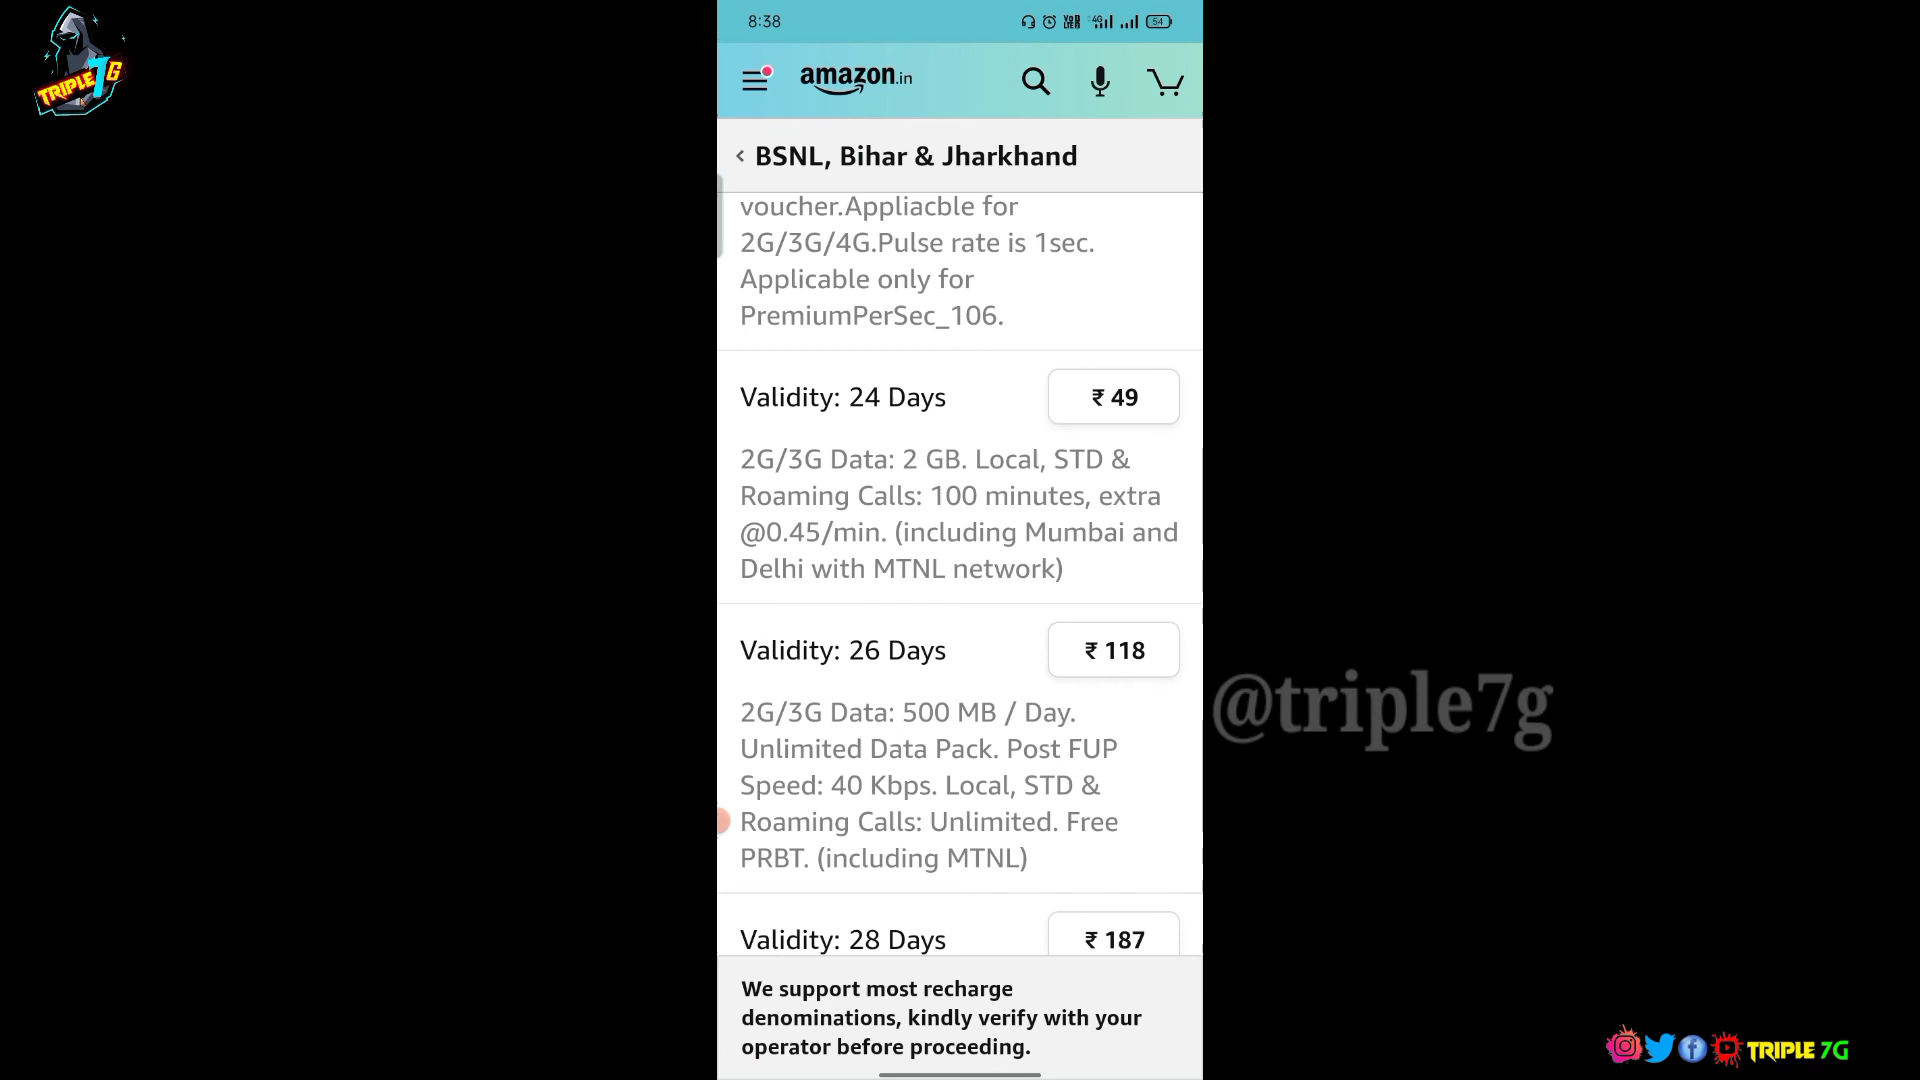 TRIPLE 7G
8:38
VoD
LTE
4G
54
amazon.in
BSNL, Bihar & Jharkhand
voucher.Appliacble for
2G/3G/4G.Pulse rate is 1sec.
Applicable only for
PremiumPerSec_106.
Validity: 24 Days
₹ 49
2G/3G Data: 2 GB. Local, STD &
Roaming Calls: 100 minutes, extra
@0.45/min. (including Mumbai and
Delhi with MTNL network)
Validity: 26 Days
₹ 118
2G/3G Data: 500 MB / Day.
Unlimited Data Pack. Post FUP
Speed: 40 Kbps. Local, STD &
Roaming Calls: Unlimited. Free
PRBT. (including MTNL)
Validity: 28 Days
₹ 187
We support most recharge
denominations, kindly verify with your
operator before proceeding.
@triple7g
TRIPLE 7G